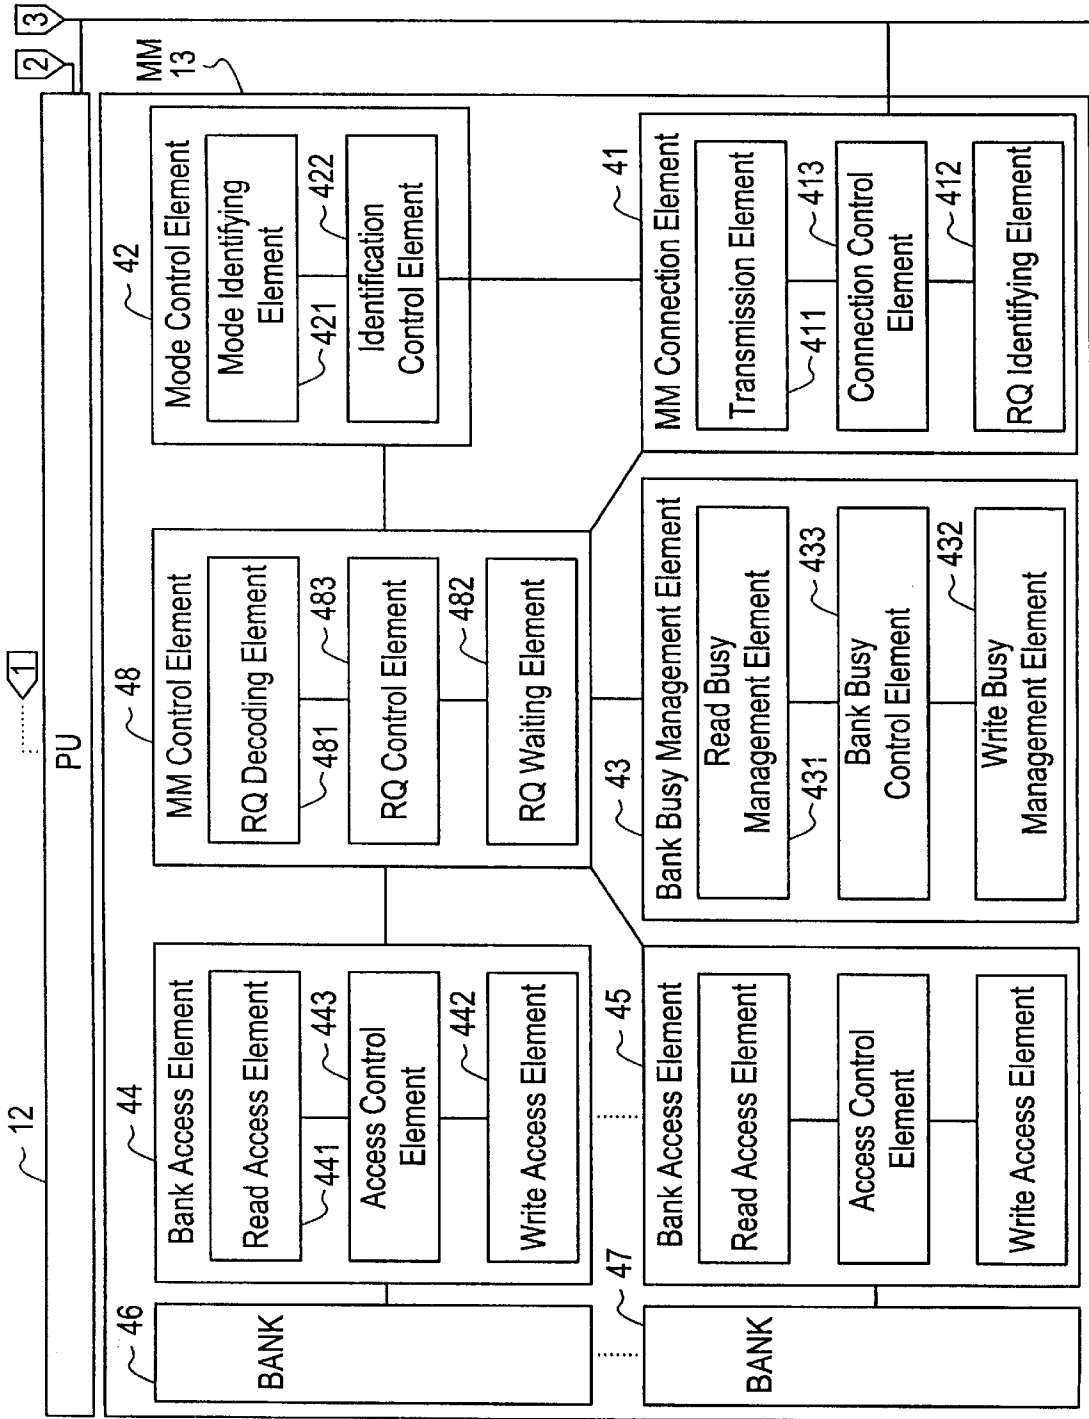 12
PU
1
2
3
MM
13
46
BANK
44
Bank Access Element
Read Access Element
441
443
Access Control
Element
442
Write Access Element
48
MM Control Element
RQ Decoding Element
481
483
RQ Control Element
482
RQ Waiting Element
42
Mode Control Element
Mode Identifying
Element
421
422
Identification
Control Element
47
BANK
45
Bank Access Element
Read Access Element
Access Control
Element
Write Access Element
43
Bank Busy Management Element
Read Busy
Management Element
431
433
Bank Busy
Control Element
432
Write Busy
Management Element
41
MM Connection Element
Transmission Element
411
413
Connection Control
Element
412
RQ Identifying Element